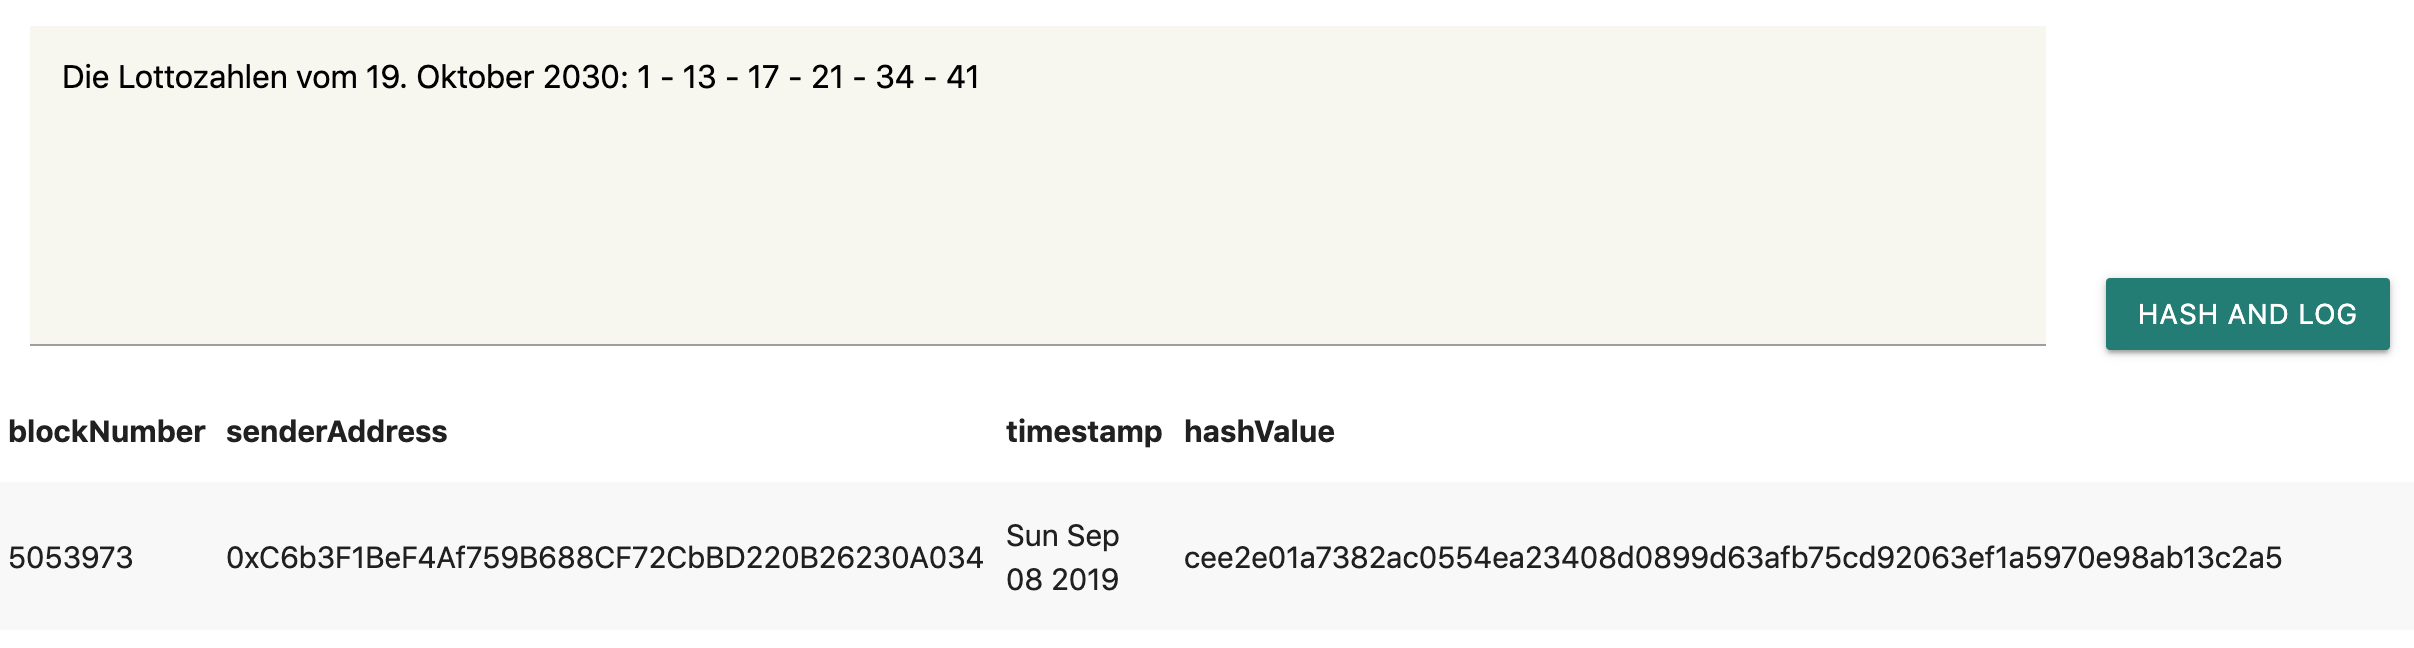 Die Lottozahlen vom 19. Oktober 2030: 1 - 13 - 17 - 21 - 34 - 41
HASH AND LOG
blockNumber senderAddress timestamp hashValue
5053973 0xC6b3F1BeF4Af759B688CF72CbBD220B26230A034 Sun Sep 08 2019 cee2e01a7382ac0554ea23408d0899d63afb75cd92063ef1a5970e98ab13c2a5